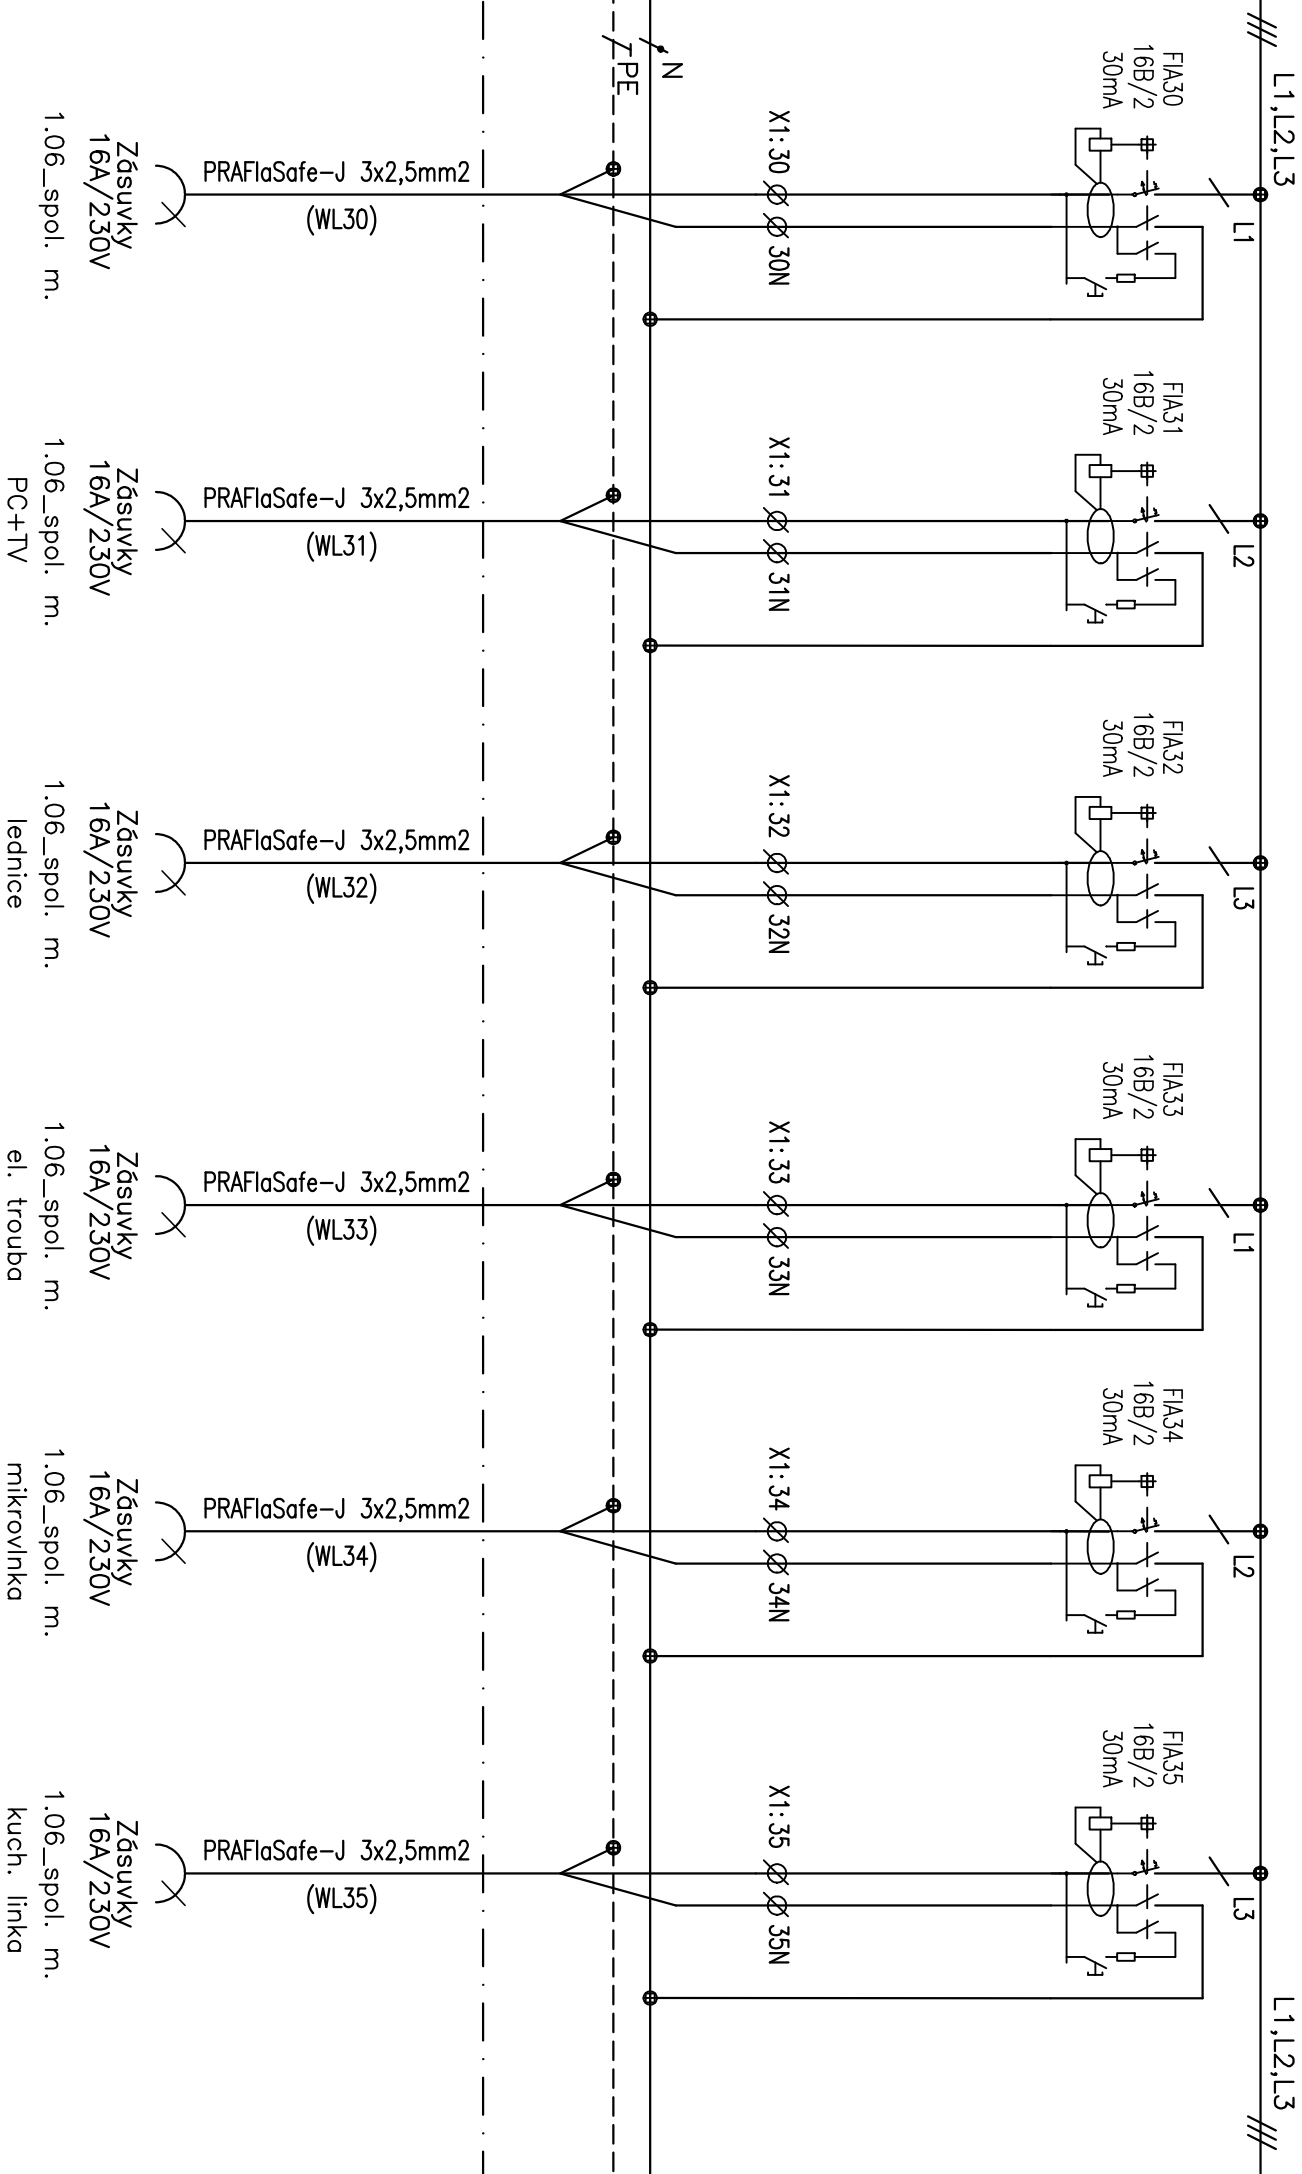 L1,L2,L3
L1,L2,L3
FIA30
16B/2
30mA
L1
X1:30
30N
N
PE
PRAFlaSafe-J 3x2,5mm2
(WL30)
Zásuvky
16A/230V
1.06_spol. m.
FIA31
16B/2
30mA
L2
X1:31
31N
PRAFlaSafe-J 3x2,5mm2
(WL31)
Zásuvky
16A/230V
1.06_spol. m.
PC+TV
FIA32
16B/2
30mA
L3
X1:32
32N
PRAFlaSafe-J 3x2,5mm2
(WL32)
Zásuvky
16A/230V
1.06_spol. m.
lednice
FIA33
16B/2
30mA
L1
X1:33
33N
PRAFlaSafe-J 3x2,5mm2
(WL33)
Zásuvky
16A/230V
1.06_spol. m.
el. trouba
FIA34
16B/2
30mA
L2
X1:34
34N
PRAFlaSafe-J 3x2,5mm2
(WL34)
Zásuvky
16A/230V
1.06_spol. m.
mikrovlnka
FIA35
16B/2
30mA
L3
X1:35
35N
PRAFlaSafe-J 3x2,5mm2
(WL35)
Zásuvky
16A/230V
1.06_spol. m.
kuch. linka